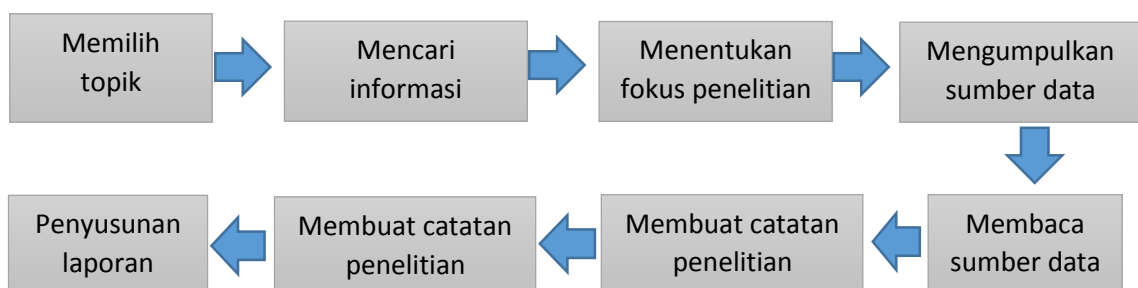 Memilih
topik
Mencari
informasi
Menentukan
fokus penelitian
Mengumpulkan
sumber data
Membaca
sumber data
Membuat catatan
penelitian
Membuat catatan
penelitian
Penyusunan
laporan